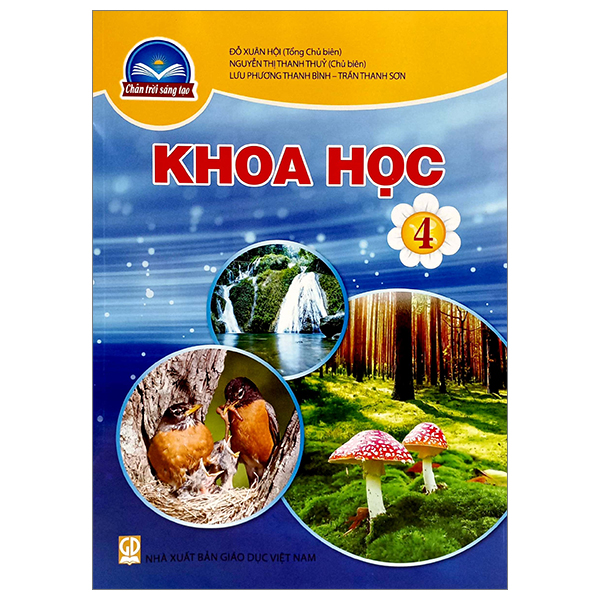 ĐỖ XUÂN HỘI (Tổng Chủ biên)
NGUYỄN THỊ THANH THUỶ (Chủ biên)
LƯU PHƯƠNG THANH BÌNH – TRẦN THANH SƠN
Chân trời sáng tạo
KHOA HỌC
4
GD
NHÀ XUẤT BẢN GIÁO DỤC VIỆT NAM